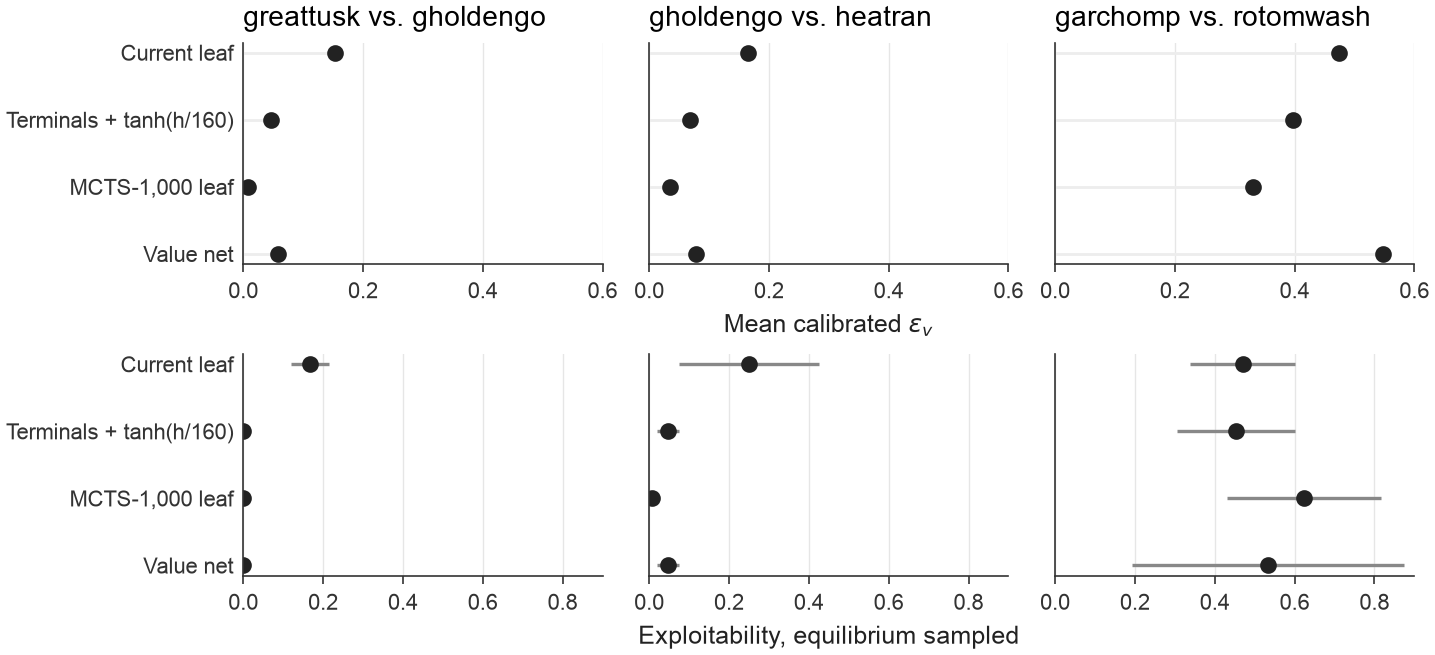 greattusk vs. gholdengo
gholdengo vs. heatran
garchomp vs. rotomwash
Current leaf
Terminals + tanh(h/160)
MCTS-1,000 leaf
Value net
0.0 0.2 0.4 0.6
0.0 0.2 0.4 0.6
0.0 0.2 0.4 0.6
Mean calibrated εᵥ
Current leaf
Terminals + tanh(h/160)
MCTS-1,000 leaf
Value net
0.0 0.2 0.4 0.6 0.8
0.0 0.2 0.4 0.6 0.8
0.0 0.2 0.4 0.6 0.8
Exploitability, equilibrium sampled